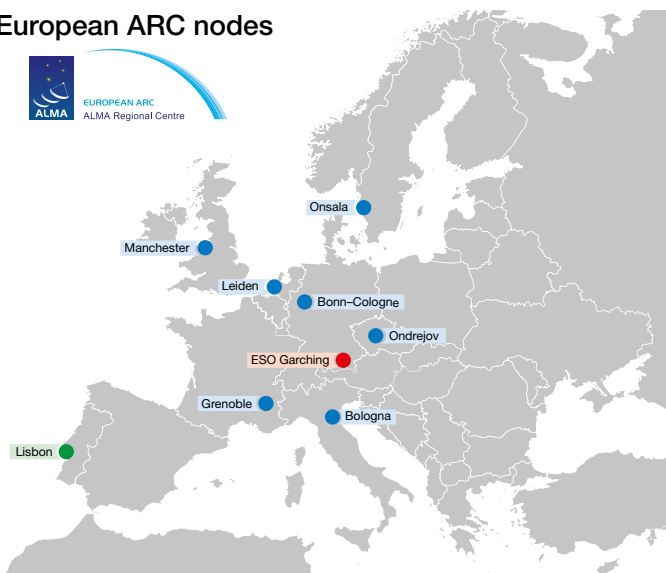 European ARC nodes
EUROPEAN ARC
ALMA
ALMA Regional Centre
Onsala
Manchester
Leiden
Bonn–Cologne
Ondrejov
ESO Garching
Grenoble
Bologna
Lisbon